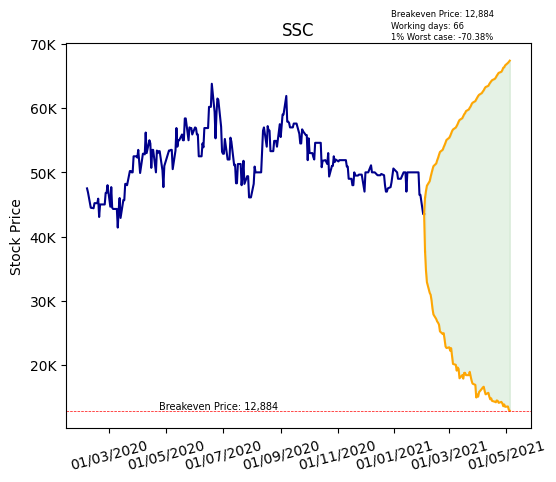 Breakeven Price: 12,884
Working days: 66
1% Worst case: -70.38%
SSC
Stock Price
70K
60K
50K
40K
30K
20K
Breakeven Price: 12,884
01/03/2020
01/05/2020
01/07/2020
01/09/2020
01/11/2020
01/01/2021
01/03/2021
01/05/2021